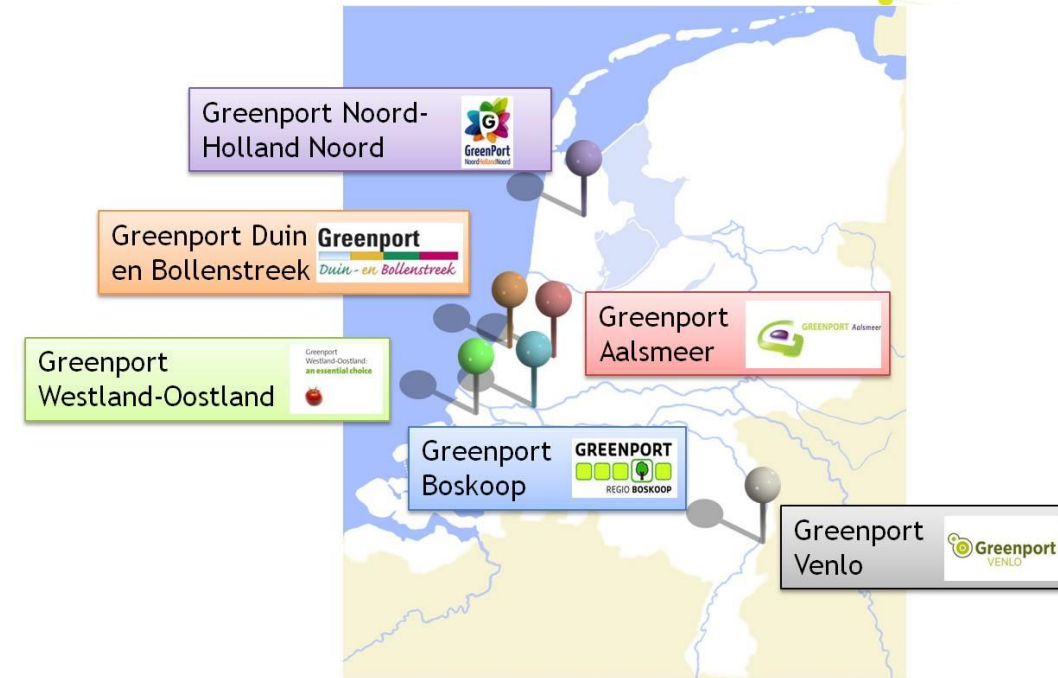 Greenport Noord-
Holland Noord
G
GreenPort
NoordHollandNoord
Greenport Duin
en Bollenstreek
Greenport
Duin - en Bollenstreek
Greenport
Aalsmeer
GREENPORT Aalsmeer
Greenport
Westland-Oostland
Greenport
Westland-Oostland:
an essential choice
Greenport
Boskoop
GREENPORT
REGIO BOSKOOP
Greenport
Venlo
Greenport
VENLO